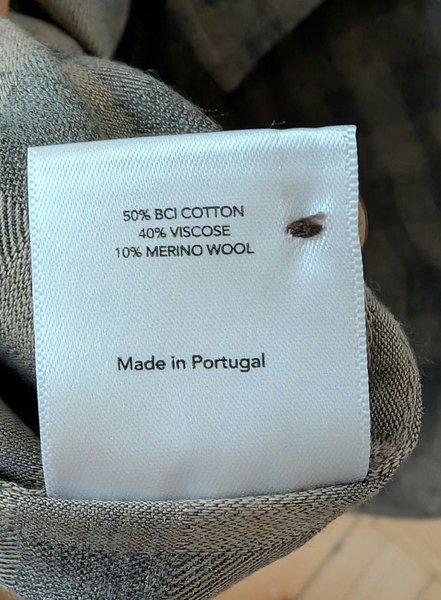 50% BCI COTTON
40% VISCOSE
10% MERINO WOOL
Made in Portugal